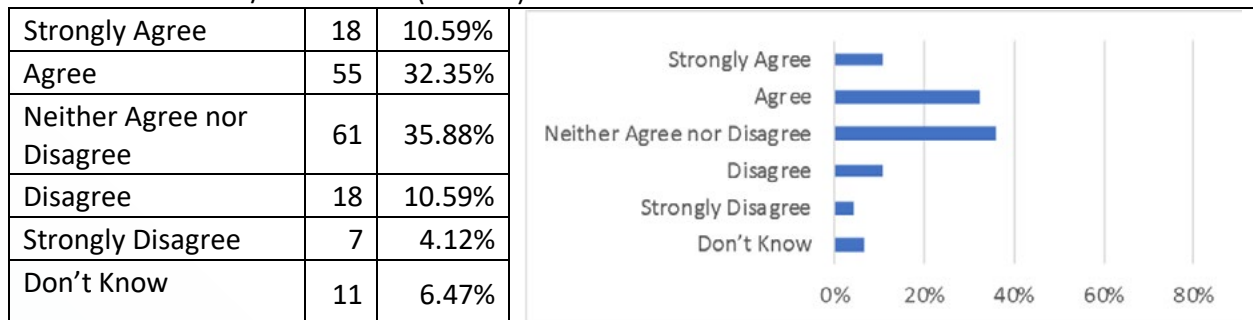 Strongly Agree 18 10.59%
Agree 55 32.35%
Neither Agree nor
Disagree 61 35.88%
Disagree 18 10.59%
Strongly Disagree 7 4.12%
Don’t Know 11 6.47%
Strongly Agree
Agree
Neither Agree nor Disagree
Disagree
Strongly Disagree
Don’t Know
0% 20% 40% 60% 80%